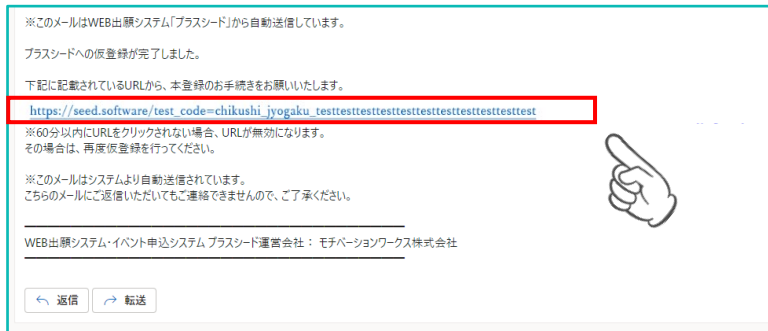 ※このメールはWEB出願システム「プラスシード」から自動送信しています。
プラスシードへの仮登録が完了しました。
下記に記載されているURLから、本登録のお手続きをお願いいたします。
https://seed.software/test_code=chikushi_jyogaku_testtesttesttesttesttesttesttesttesttest
※60分以内にURLをクリックされない場合、URLが無効になります。
その場合は、再度仮登録を行ってください。
※このメールはシステムより自動送信されています。
こちらのメールにご返信いただいてもご連絡できませんので、ご了承ください。
WEB出願システム・イベント申込システム プラスシード運営会社： モチベーションワークス株式会社
返信 転送